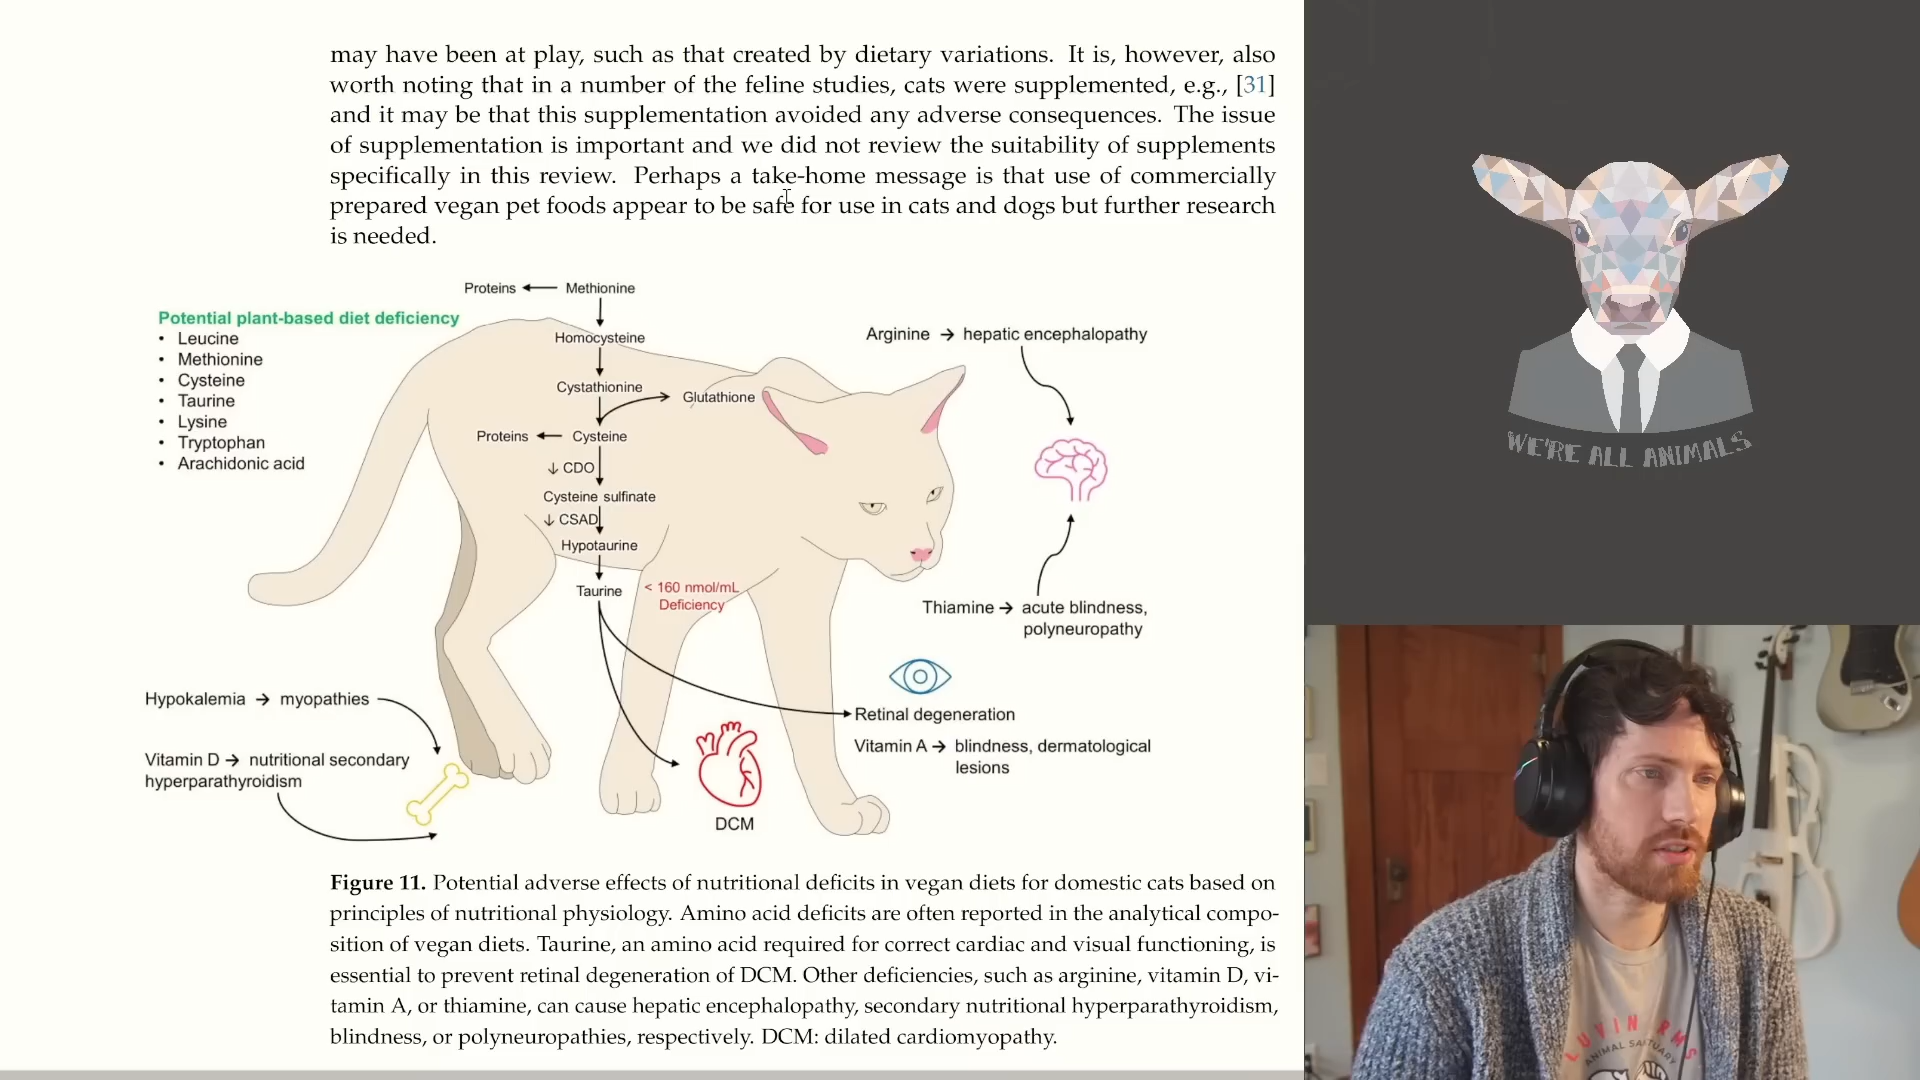 may have been at play, such as that created by dietary variations. It is, however, also
worth noting that in a number of the feline studies, cats were supplemented, e.g., [31]
and it may be that this supplementation avoided any adverse consequences. The issue
of supplementation is important and we did not review the suitability of supplements
specifically in this review. Perhaps a take-home message is that use of commercially
prepared vegan pet foods appear to be safe for use in cats and dogs but further research
is needed.
Proteins ← Methionine
Potential plant-based diet deficiency
• Leucine
• Methionine
• Cysteine
• Taurine
• Lysine
• Tryptophan
• Arachidonic acid
Homocysteine
Cystathionine
Glutathione
Proteins ← Cysteine
↓ CDO
Cysteine sulfinate
↓ CSAD
Hypotaurine
Taurine
< 160 nmol/mL
Deficiency
Arginine → hepatic encephalopathy
Thiamine → acute blindness,
polyneuropathy
Retinal degeneration
Vitamin A → blindness, dermatological
lesions
Hypokalemia → myopathies
Vitamin D → nutritional secondary
hyperparathyroidism
DCM
Figure 11. Potential adverse effects of nutritional deficits in vegan diets for domestic cats based on
principles of nutritional physiology. Amino acid deficits are often reported in the analytical compo-
sition of vegan diets. Taurine, an amino acid required for correct cardiac and visual functioning, is
essential to prevent retinal degeneration of DCM. Other deficiencies, such as arginine, vitamin D, vi-
tamin A, or thiamine, can cause hepatic encephalopathy, secondary nutritional hyperparathyroidism,
blindness, or polyneuropathies, respectively. DCM: dilated cardiomyopathy.
WE'RE ALL ANIMALS
LUVIN RMS
ANIMAL SANCTUARY